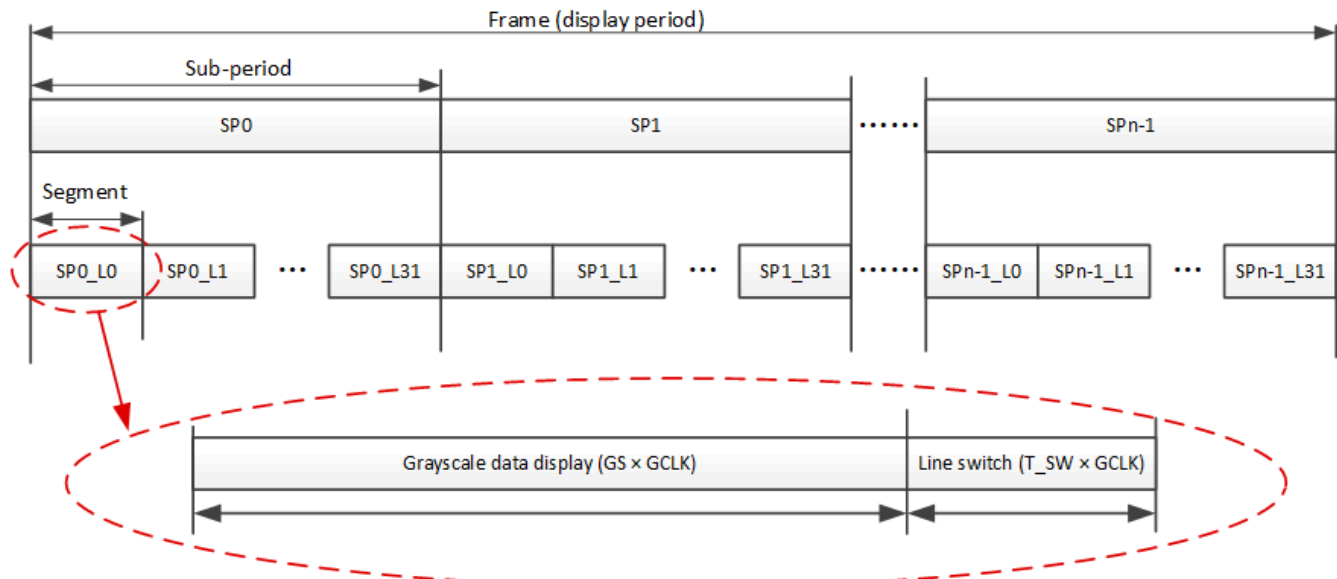 Frame (display period)
Sub-period
SP0 SP1 •••••• SPn-1
Segment
SP0_L0 SP0_L1 ••• SP0_L31 SP1_L0 SP1_L1 ••• SP1_L31 •••••• SPn-1_L0 SPn-1_L1 ••• SPn-1_L31
Grayscale data display (GS × GCLK) Line switch (T_SW × GCLK)